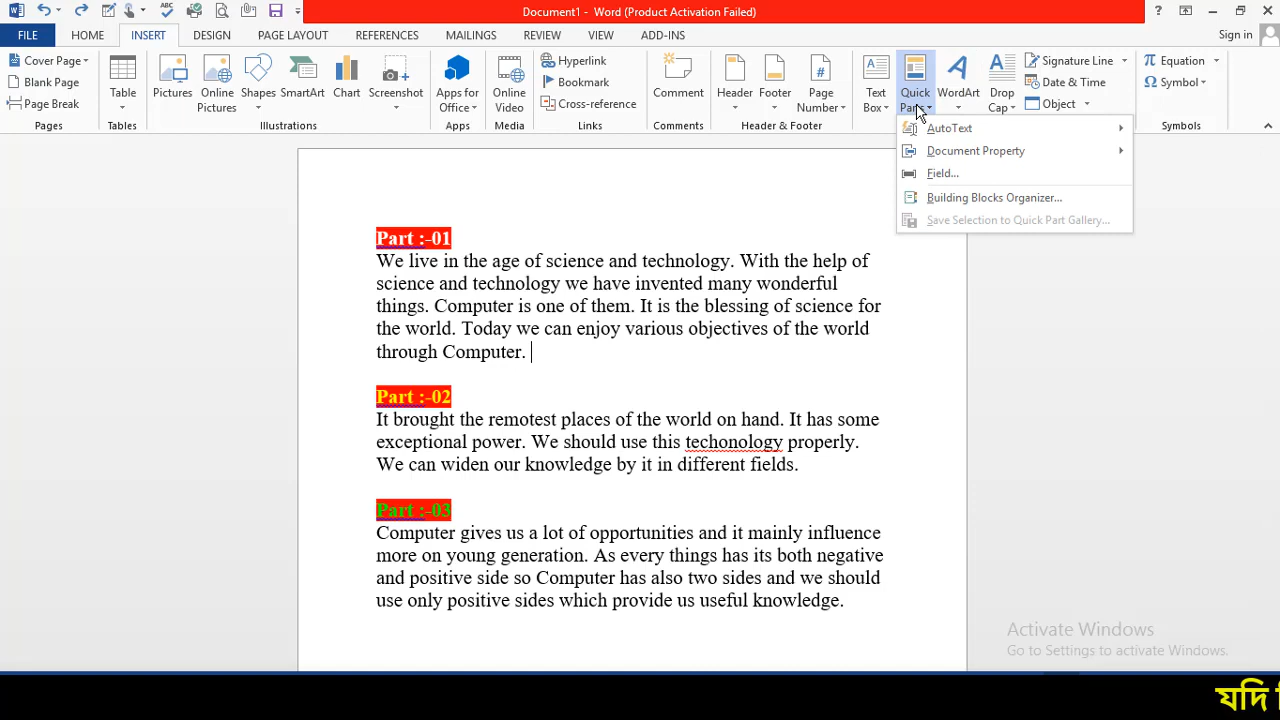 Document1 - Word (Product Activation Failed)
?
FILE HOME INSERT DESIGN PAGE LAYOUT REFERENCES MAILINGS REVIEW VIEW ADD-INS Sign in
Cover Page
Blank Page
Page Break
Table
Pictures
Online
Pictures
Shapes
SmartArt
Chart
Screenshot
Apps for
Office
Online
Video
Hyperlink
Bookmark
Cross-reference
Comment
Header
Footer
Page
Number
Text
Box
Quick
WordArt
Drop
Cap
Signature Line
Date & Time
Object
Equation
Symbol
Pages Tables Illustrations Apps Media Links Comments Header & Footer Symbols
AutoText
Document Property
Field...
Building Blocks Organizer...
Save Selection to Quick Part Gallery...
Part :-01
We live in the age of science and technology. With the help of
science and technology we have invented many wonderful
things. Computer is one of them. It is the blessing of science for
the world. Today we can enjoy various objectives of the world
through Computer.
Part :-02
It brought the remotest places of the world on hand. It has some
exceptional power. We should use this techonology properly.
We can widen our knowledge by it in different fields.
Part :-03
Computer gives us a lot of opportunities and it mainly influence
more on young generation. As every things has its both negative
and positive side so Computer has also two sides and we should
use only positive sides which provide us useful knowledge.
Activate Windows
Go to Settings to activate Windows.
যদি